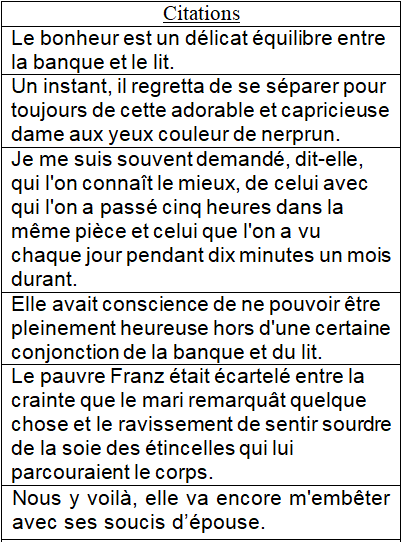 Citations
Le bonheur est un délicat équilibre entre
la banque et le lit.
Un instant, il regretta de se séparer pour
toujours de cette adorable et capricieuse
dame aux yeux couleur de nerprun.
Je me suis souvent demandé, dit-elle,
qui l'on connaît le mieux, de celui avec
qui l'on a passé cinq heures dans la
même pièce et celui que l'on a vu
chaque jour pendant dix minutes un mois
durant.
Elle avait conscience de ne pouvoir être
pleinement heureuse hors d'une certaine
conjonction de la banque et du lit.
Le pauvre Franz était écartelé entre la
crainte que le mari remarquât quelque
chose et le ravissement de sentir sourdre
de la soie des étincelles qui lui
parcouraient le corps.
Nous y voilà, elle va encore m'embêter
avec ses soucis d’épouse.